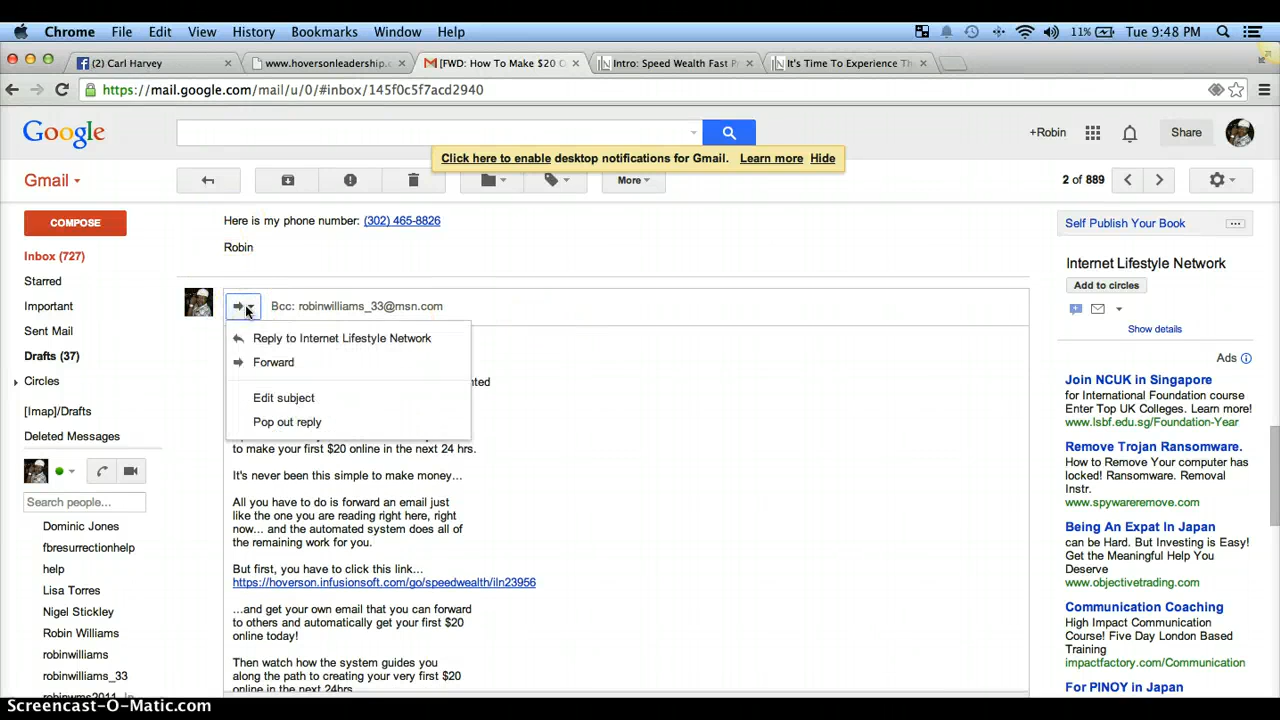 Chrome File Edit View History Bookmarks Window Help 11% Tue 9:48 PM
(2) Carl Harvey www.hoversonleadership.c [FWD: How To Make $20 O Intro: Speed Wealth Fast Pr It's Time To Experience Th
https://mail.google.com/mail/u/0/#inbox/145f0c5f7acd2940
Google +Robin Share
Click here to enable desktop notifications for Gmail. Learn more Hide
Gmail More 2 of 889
COMPOSE
Inbox (727)
Starred
Important
Sent Mail
Drafts (37)
Circles
[Imap]/Drafts
Deleted Messages
Search people...
Dominic Jones
fbresurrectionhelp
help
Lisa Torres
Nigel Stickley
Robin Williams
robinwilliams
robinwilliams_33
Here is my phone number: (302) 465-8826
Robin
Bcc: robinwilliams_33@msn.com
Reply to Internet Lifestyle Network
Forward
Edit subject
Pop out reply
nted
to make your first $20 online in the next 24 hrs.
It's never been this simple to make money...
All you have to do is forward an email just
like the one you are reading right here, right
now... and the automated system does all of
the remaining work for you.
But first, you have to click this link...
https://hoverson.infusionsoft.com/go/speedwealth/iln23956
...and get your own email that you can forward
to others and automatically get your first $20
online today!
Then watch how the system guides you
along the path to creating your very first $20
online in the next 24hrs.
Self Publish Your Book
Internet Lifestyle Network
Add to circles
Show details
Ads
Join NCUK in Singapore
for International Foundation course
Enter Top UK Colleges. Learn more!
www.lsbf.edu.sg/Foundation-Year
Remove Trojan Ransomware.
How to Remove Your computer has
locked! Ransomware. Removal
Instr.
www.spywareremove.com
Being An Expat In Japan
can be Hard. But Investing is Easy!
Get the Meaningful Help You
Deserve
www.objectivetrading.com
Communication Coaching
High Impact Communication
Course! Five Day London Based
Training
impactfactory.com/Communication
For PINOY in Japan
Screencast-O-Matic.com